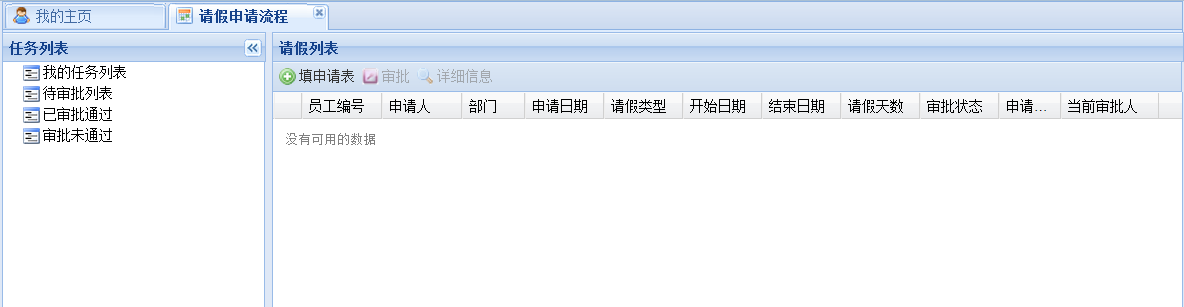 我的主页 请假申请流程
任务列表
我的任务列表
待审批列表
已审批通过
审批未通过
请假列表
填申请表 审批 详细信息
员工编号 申请人 部门 申请日期 请假类型 开始日期 结束日期 请假天数 审批状态 申请... 当前审批人
没有可用的数据